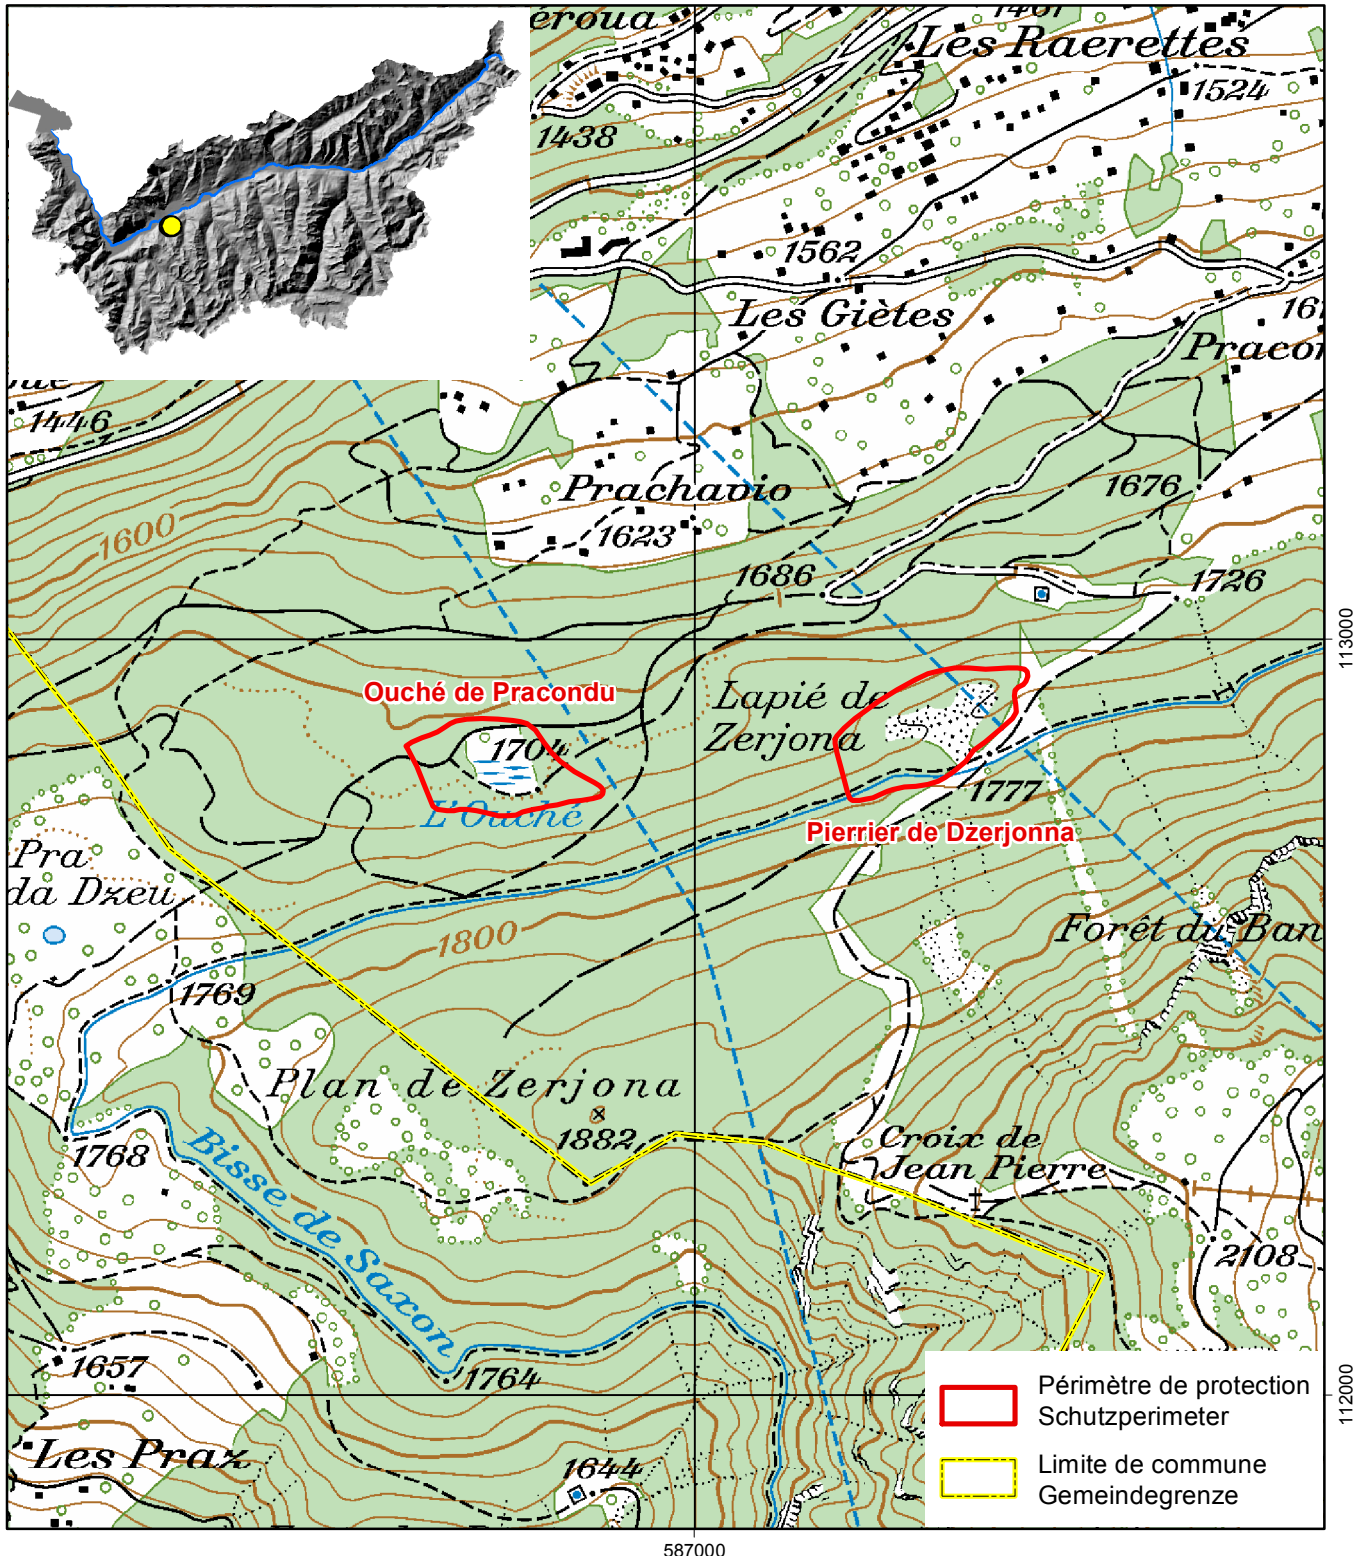 éroua
1461
Les Raerettes
1524
1438
1562
Les Giètes
161
Pracon
1446
Prachavio
1676
1623
1600
1686
1726
113000
Ouché de Pracondu
Lapié de
Zerjona
1704
1777
L'Ouché
Pierrier de Dzerjonna
Pra
da Dzeu
1800
Forêt du Ban
1769
Plan de Zerjona
1882
Croix de
Jean Pierre
1768
Bisse de Saxon
2108
1657
1764
Périmètre de protection
Schutzperimeter
112000
Les Praz
1644
Limite de commune
Gemeindegrenze
587000